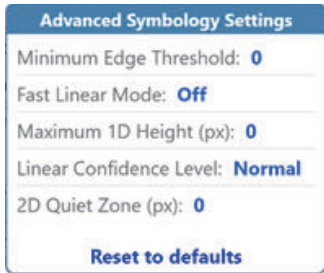 Advanced Symbology Settings
Minimum Edge Threshold: 0
Fast Linear Mode: Off
Maximum 1D Height (px): 0
Linear Confidence Level: Normal
2D Quiet Zone (px): 0
Reset to defaults